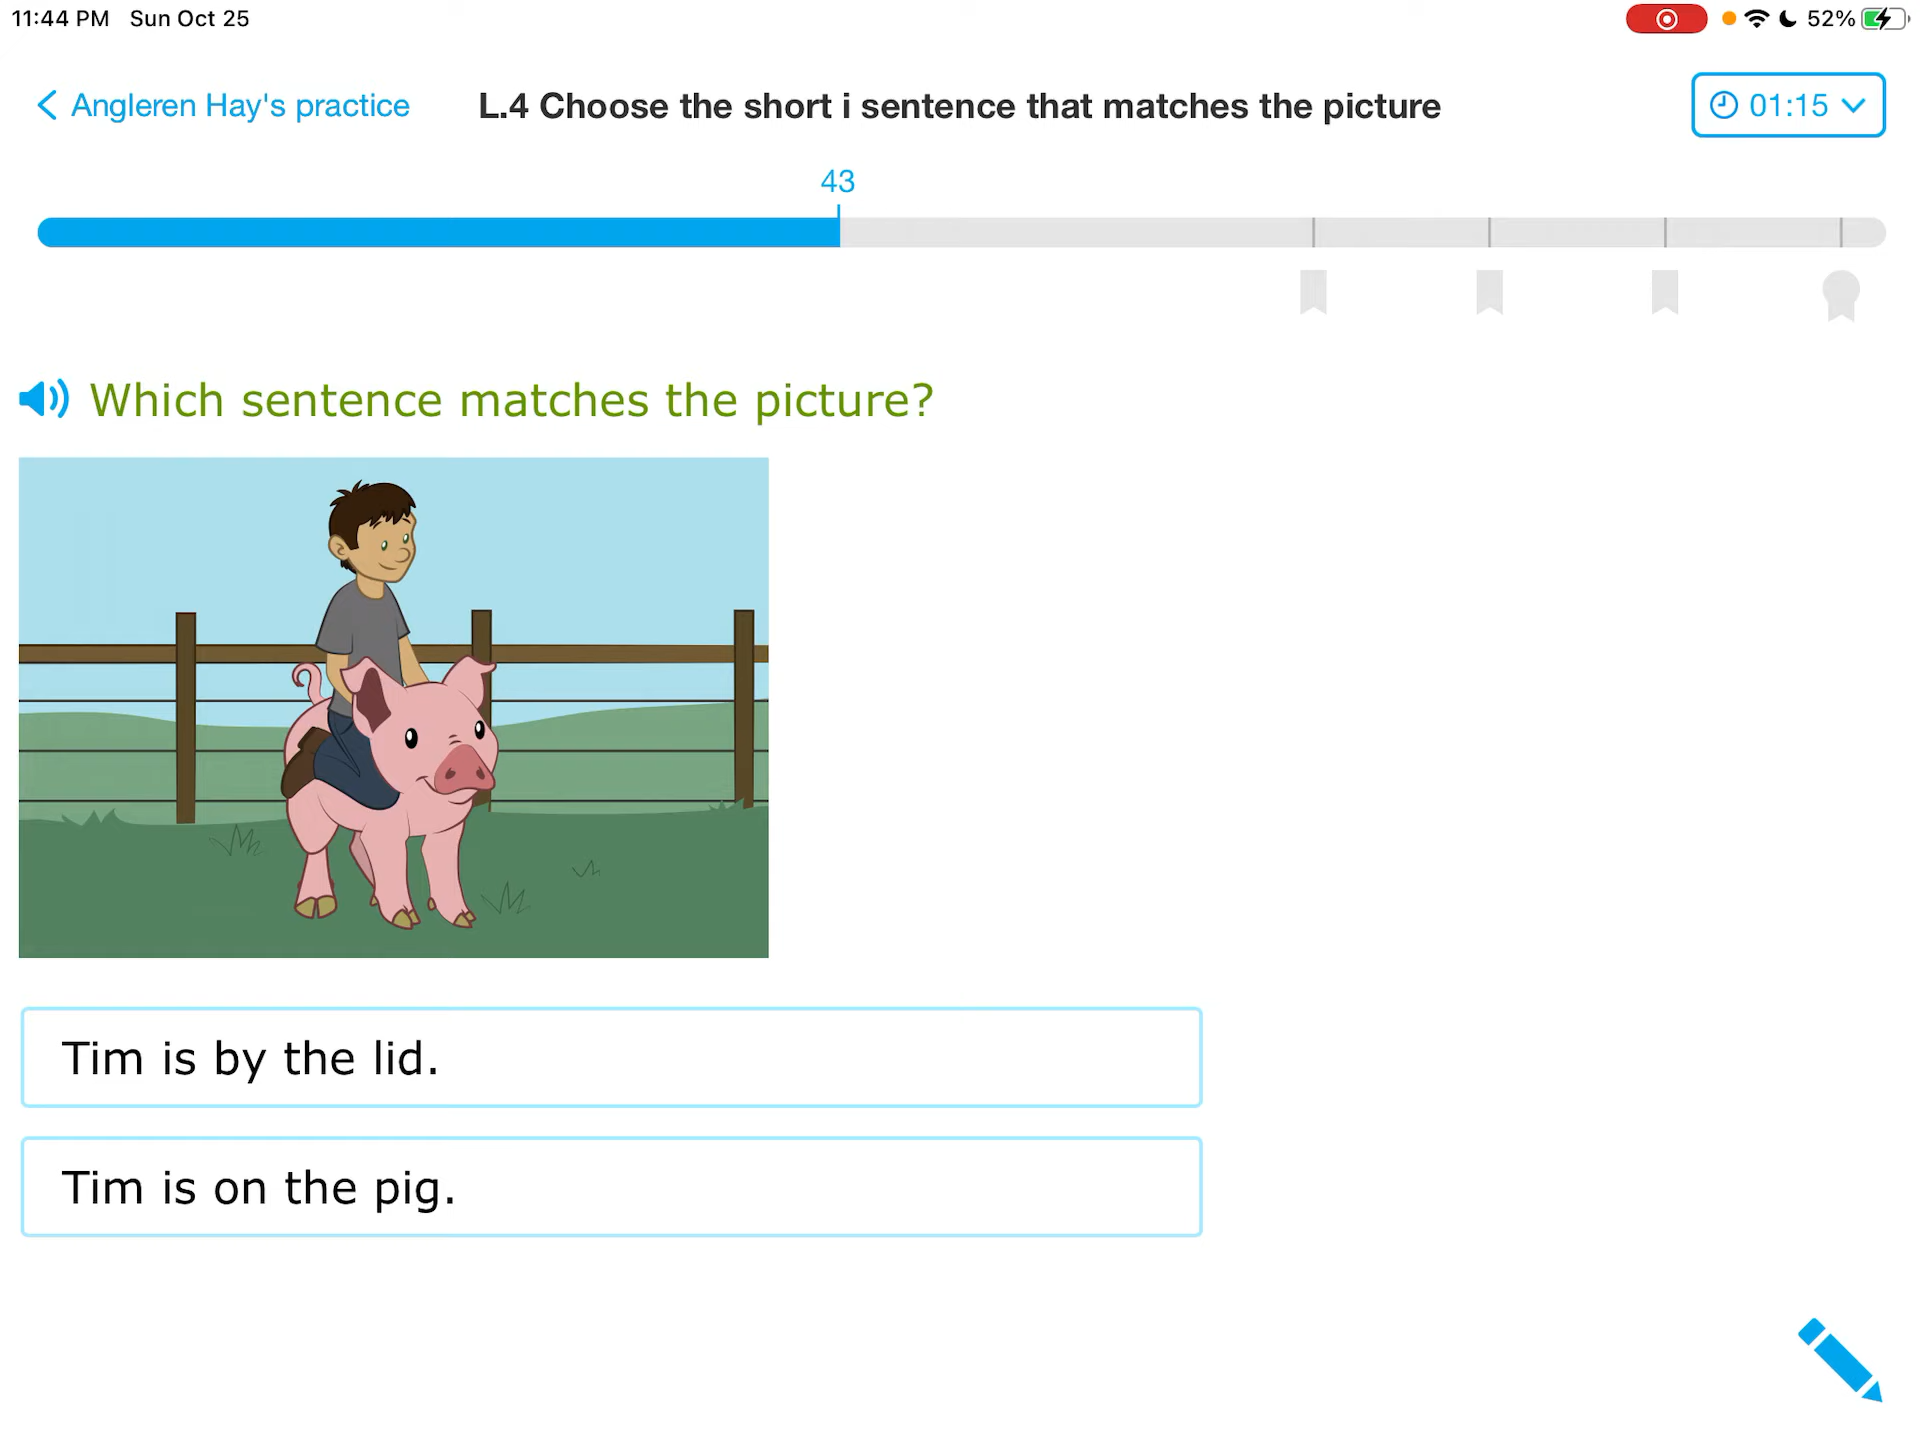 11:44 PM Sun Oct 25 52%
Angleren Hay's practice L.4 Choose the short i sentence that matches the picture 01:15
43
Which sentence matches the picture?
Tim is by the lid.
Tim is on the pig.